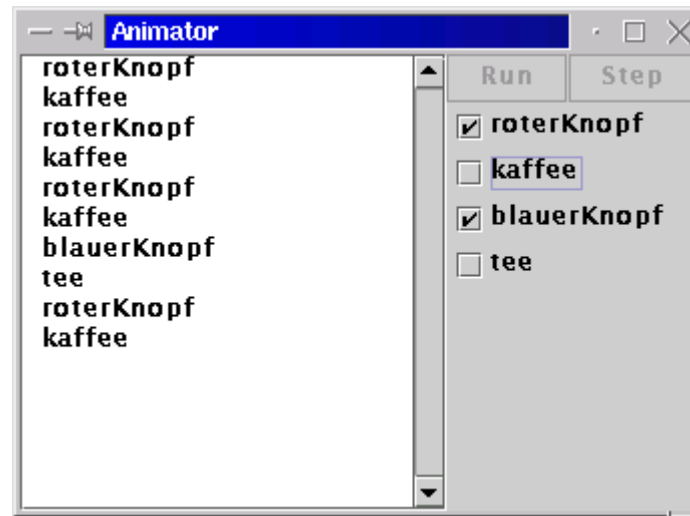 Animator
roterKnopf
kaffee
roterKnopf
kaffee
roterKnopf
kaffee
blauerKnopf
tee
roterKnopf
kaffee
Run Step
roterKnopf
kaffee
blauerKnopf
tee